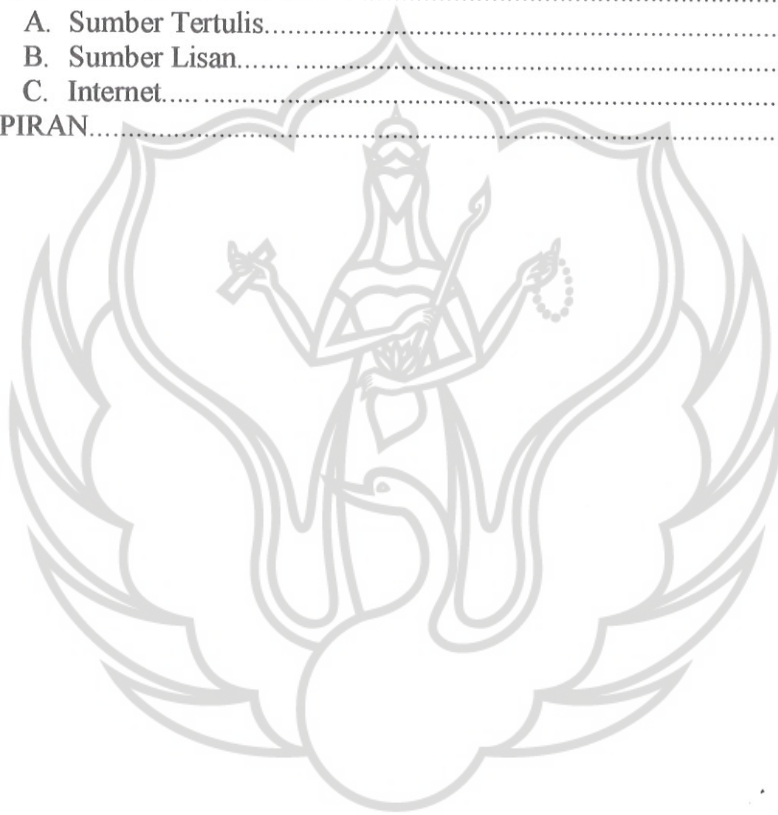 A. Sumber Tertulis..............................................................................
B. Sumber Lisan....... .........................................................................
C. Internet..... ..................................................................................
PIRAN..............................................................................................